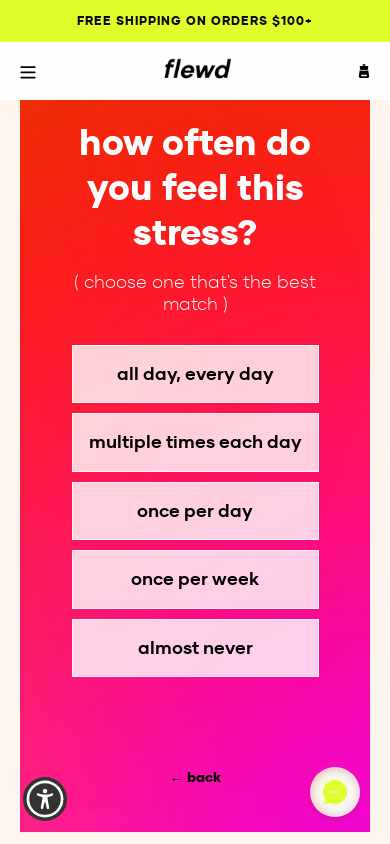 FREE SHIPPING ON ORDERS $100+
flewd
how often do
you feel this
stress?
( choose one that's the best
match )
all day, every day
multiple times each day
once per day
once per week
almost never
← back